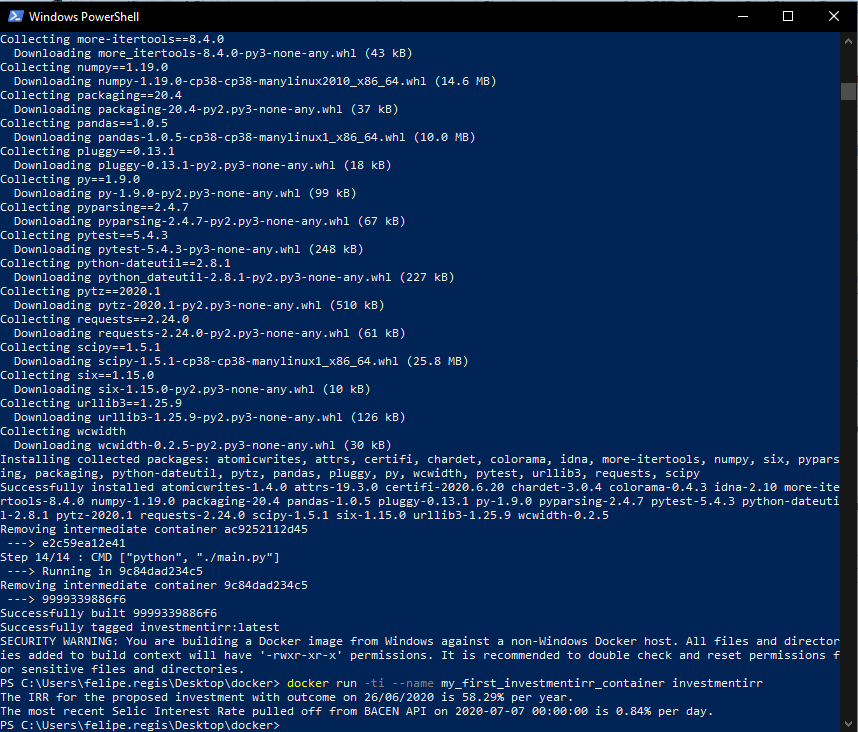 Windows PowerShell
Collecting more-itertools==8.4.0
  Downloading more_itertools-8.4.0-py3-none-any.whl (43 kB)
Collecting numpy==1.19.0
  Downloading numpy-1.19.0-cp38-cp38-manylinux2010_x86_64.whl (14.6 MB)
Collecting packaging==20.4
  Downloading packaging-20.4-py2.py3-none-any.whl (37 kB)
Collecting pandas==1.0.5
  Downloading pandas-1.0.5-cp38-cp38-manylinux1_x86_64.whl (10.0 MB)
Collecting pluggy==0.13.1
  Downloading pluggy-0.13.1-py2.py3-none-any.whl (18 kB)
Collecting py==1.9.0
  Downloading py-1.9.0-py2.py3-none-any.whl (99 kB)
Collecting pyparsing==2.4.7
  Downloading pyparsing-2.4.7-py2.py3-none-any.whl (67 kB)
Collecting pytest==5.4.3
  Downloading pytest-5.4.3-py3-none-any.whl (248 kB)
Collecting python-dateutil==2.8.1
  Downloading python_dateutil-2.8.1-py2.py3-none-any.whl (227 kB)
Collecting pytz==2020.1
  Downloading pytz-2020.1-py2.py3-none-any.whl (510 kB)
Collecting requests==2.24.0
  Downloading requests-2.24.0-py2.py3-none-any.whl (61 kB)
Collecting scipy==1.5.1
  Downloading scipy-1.5.1-cp38-cp38-manylinux1_x86_64.whl (25.8 MB)
Collecting six==1.15.0
  Downloading six-1.15.0-py2.py3-none-any.whl (10 kB)
Collecting urllib3==1.25.9
  Downloading urllib3-1.25.9-py2.py3-none-any.whl (126 kB)
Collecting wcwidth
  Downloading wcwidth-0.2.5-py2.py3-none-any.whl (30 kB)
Installing collected packages: atomicwrites, attrs, certifi, chardet, colorama, idna, more-itertools, numpy, six, pypars
ing, packaging, python-dateutil, pytz, pandas, pluggy, py, wcwidth, pytest, urllib3, requests, scipy
Successfully installed atomicwrites-1.4.0 attrs-19.3.0 certifi-2020.6.20 chardet-3.0.4 colorama-0.4.3 idna-2.10 more-ite
rtools-8.4.0 numpy-1.19.0 packaging-20.4 pandas-1.0.5 pluggy-0.13.1 py-1.9.0 pyparsing-2.4.7 pytest-5.4.3 python-dateuti
l-2.8.1 pytz-2020.1 requests-2.24.0 scipy-1.5.1 six-1.15.0 urllib3-1.25.9 wcwidth-0.2.5
Removing intermediate container ac9252112d45
 ---> e2c59ea12e41
Step 14/14 : CMD ["python", "./main.py"]
 ---> Running in 9c84dad234c5
Removing intermediate container 9c84dad234c5
 ---> 9999339886f6
Successfully built 9999339886f6
Successfully tagged investmentirr:latest
SECURITY WARNING: You are building a Docker image from Windows against a non-Windows Docker host. All files and director
ies added to build context will have '-rwxr-xr-x' permissions. It is recommended to double check and reset permissions f
or sensitive files and directories.
PS C:\Users\felipe.regis\Desktop\docker> docker run -ti --name my_first_investmentirr_container investmentirr
The IRR for the proposed investment with outcome on 26/06/2020 is 58.29% per year.
The most recent Selic Interest Rate pulled off from BACEN API on 2020-07-07 00:00:00 is 0.84% per day.
PS C:\Users\felipe.regis\Desktop\docker>